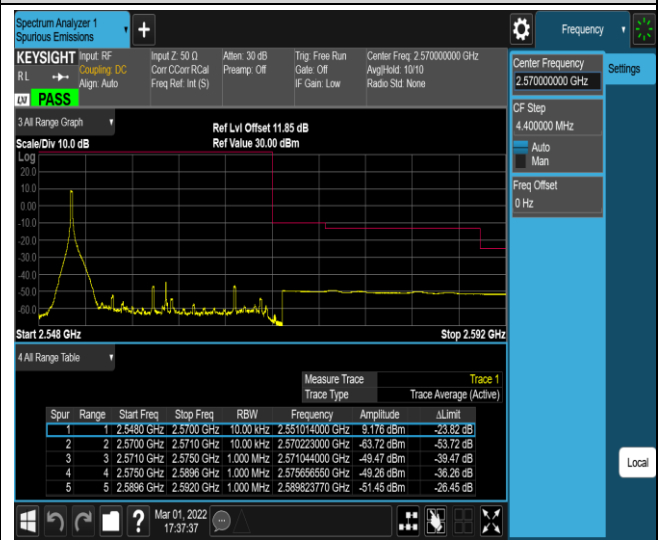 Spectrum Analyzer 1
Spurious Emissions
Frequency
KEYSIGHT Input: RF Input Z: 50 Ω Atten: 30 dB Trig: Free Run Center Freq: 2.570000000 GHz
RL Coupling: DC Corr CCorr RCal Preamp: Off Gate: Off Avg|Hold: 10/10
Align: Auto Freq Ref: Int (S) IF Gain: Low Radio Std: None
LXI PASS
Center Frequency
2.570000000 GHz
Settings
CF Step
4.400000 MHz
Auto
Man
Freq Offset
0 Hz
3 All Range Graph
Ref Lvl Offset 11.85 dB
Scale/Div 10.0 dB Ref Value 30.00 dBm
Log
20.0
10.0
0.00
-10.0
-20.0
-30.0
-40.0
-50.0
-60.0
Start 2.548 GHz Stop 2.592 GHz
4 All Range Table
Measure Trace Trace 1
Trace Type Trace Average (Active)
Spur Range Start Freq Stop Freq RBW Frequency Amplitude ΔLimit
1 1 2.5480 GHz 2.5700 GHz 10.00 kHz 2.551014000 GHz 9.176 dBm -23.82 dB
2 2 2.5700 GHz 2.5710 GHz 10.00 kHz 2.570223000 GHz -63.72 dBm -53.72 dB
3 3 2.5710 GHz 2.5750 GHz 1.000 MHz 2.571044000 GHz -49.47 dBm -39.47 dB
4 4 2.5750 GHz 2.5896 GHz 1.000 MHz 2.575656550 GHz -49.26 dBm -36.26 dB
5 5 2.5896 GHz 2.5920 GHz 1.000 MHz 2.589823770 GHz -51.45 dBm -26.45 dB
Local
Mar 01, 2022
17:37:37